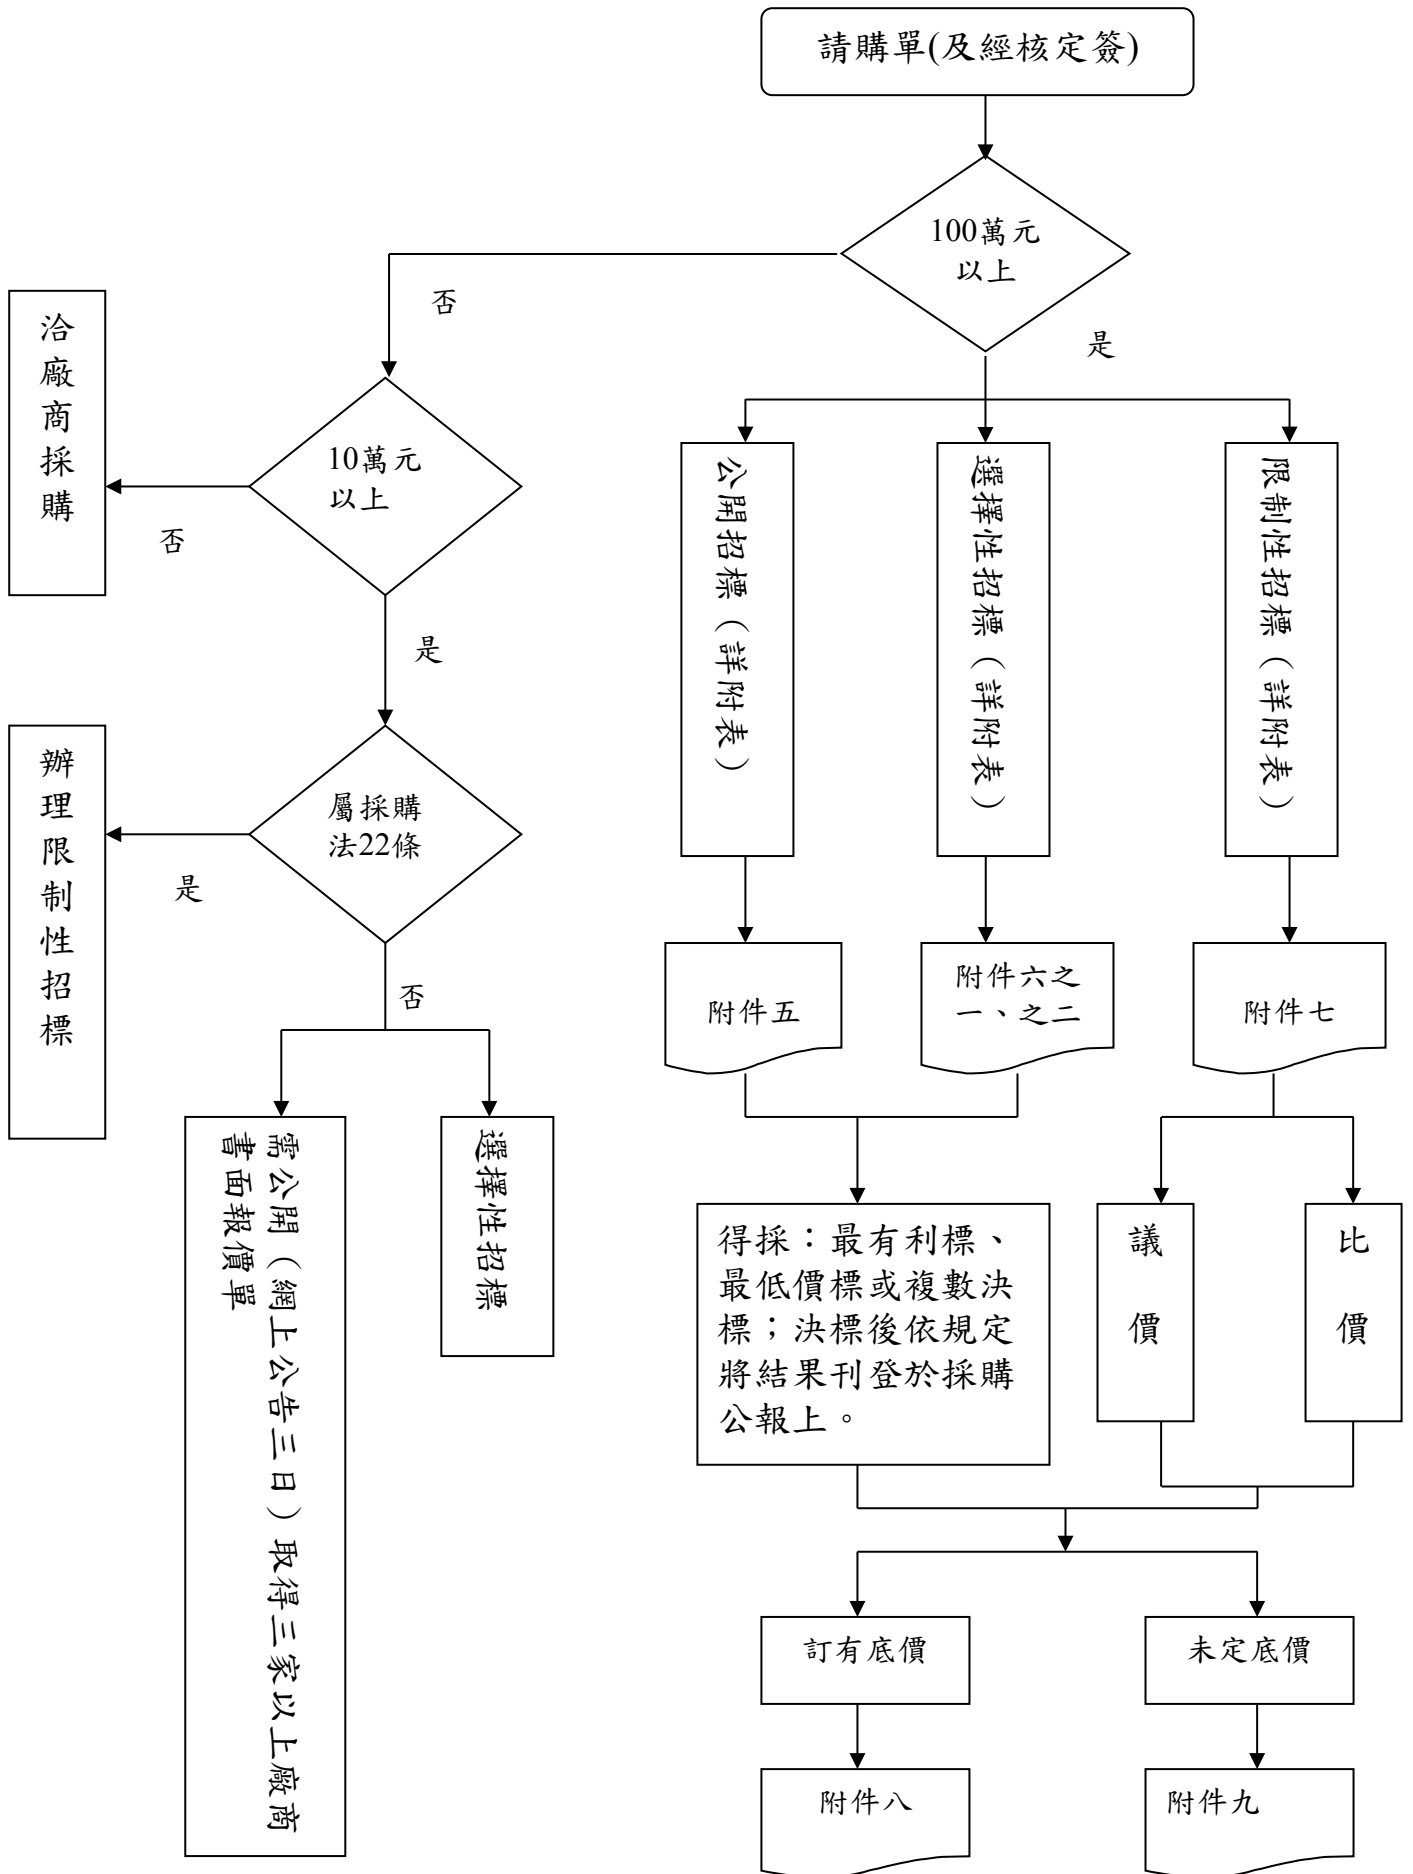 請購單(及經核定簽)
100萬元
以上
否
是
洽廠商採購
10萬元
以上
否
是
公開招標（詳附表）
選擇性招標（詳附表）
限制性招標（詳附表）
辦理限制性招標
屬採購
法22條
是
否
附件五
附件六之
一、之二
附件七
需公開（網上公告三日）取得三家以上廠商
書面報價單
選擇性招標
得採：最有利標、
最低價標或複數決
標；決標後依規定
將結果刊登於採購
公報上。
議價
比價
訂有底價
未定底價
附件八
附件九